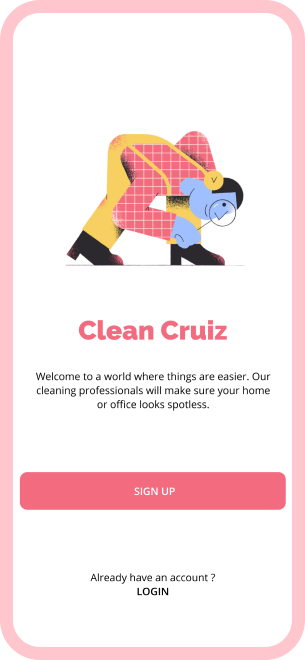 Clean Cruiz
Welcome to a world where things are easier. Our
cleaning professionals will make sure your home
or office looks spotless.
SIGN UP
Already have an account ?
LOGIN